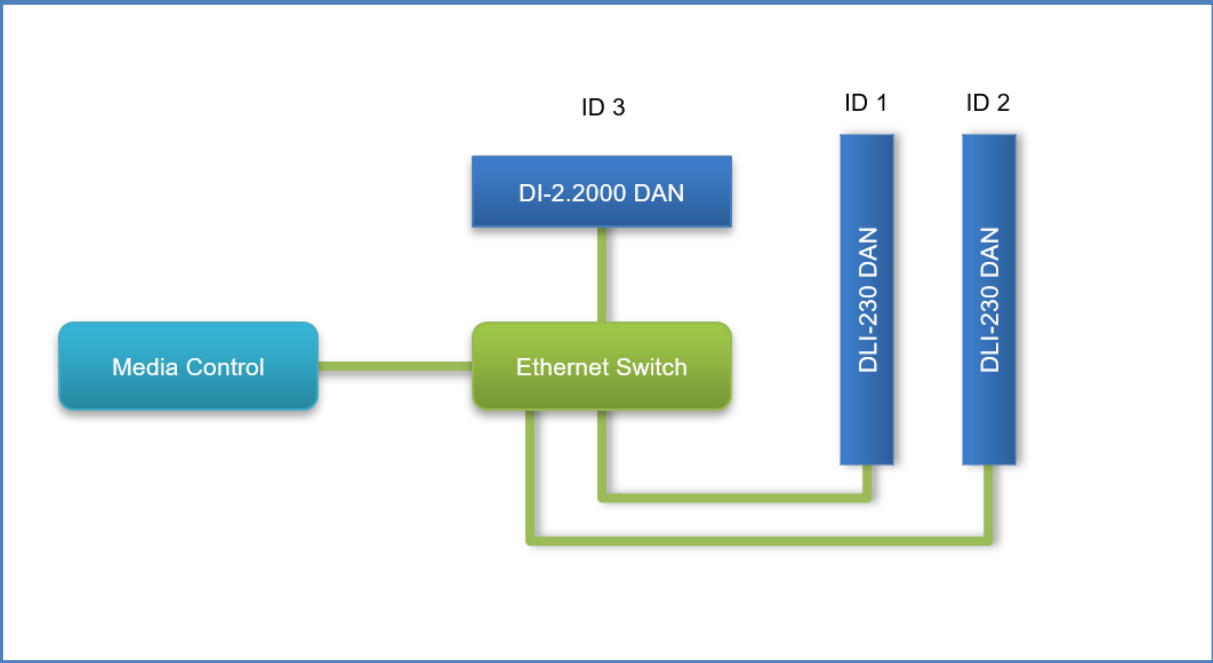 ID 3
ID 1
ID 2
DI-2.2000 DAN
DLI-230 DAN
DLI-230 DAN
Media Control
Ethernet Switch